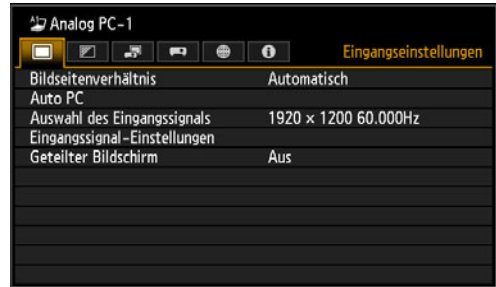 Analog PC-1
Eingangseinstellungen
Bildseitenverhältnis Automatisch
Auto PC
Auswahl des Eingangssignals 1920 × 1200 60.000Hz
Eingangssignal-Einstellungen
Geteilter Bildschirm Aus